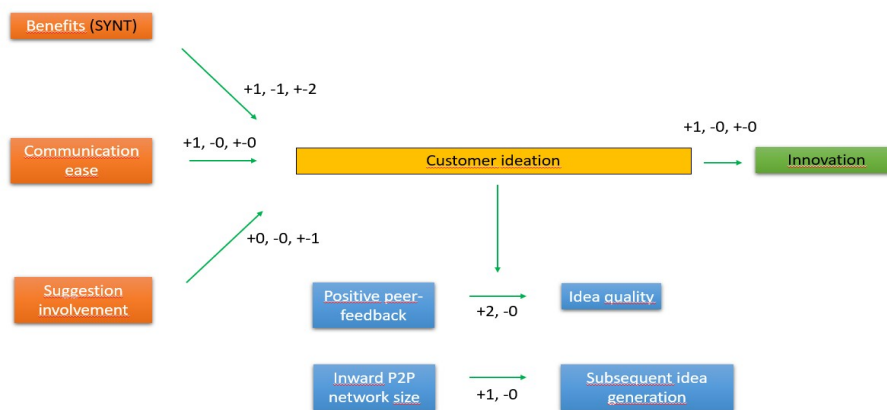 Benefits (SYNT)
+1, -1, +-2
Communication
ease
+1, -0, +-0
Customer ideation
+1, -0, +-0
Innovation
Suggestion
involvement
+0, -0, +-1
Positive peer-
feedback
+2, -0
Idea quality
Inward P2P
network size
+1, -0
Subsequent idea
generation